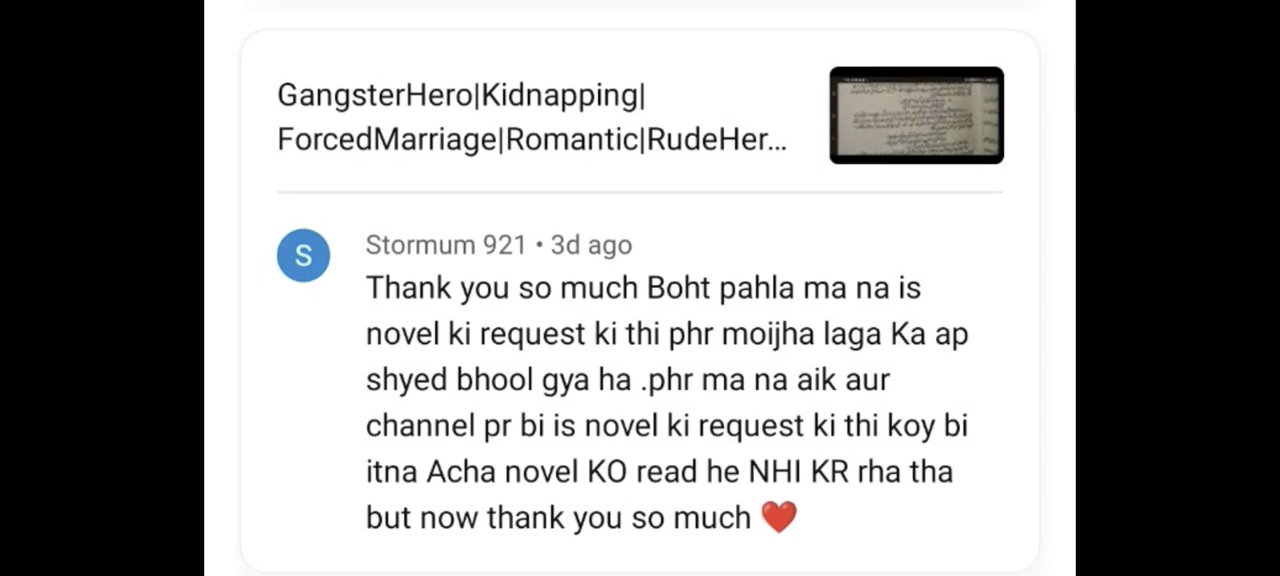 GangsterHero|Kidnapping|
ForcedMarriage|Romantic|RudeHer...
S
Stormum 921 • 3d ago
Thank you so much Boht pahla ma na is
novel ki request ki thi phr moijha laga Ka ap
shyed bhool gya ha .phr ma na aik aur
channel pr bi is novel ki request ki thi koy bi
itna Acha novel KO read he NHI KR rha tha
but now thank you so much ❤️